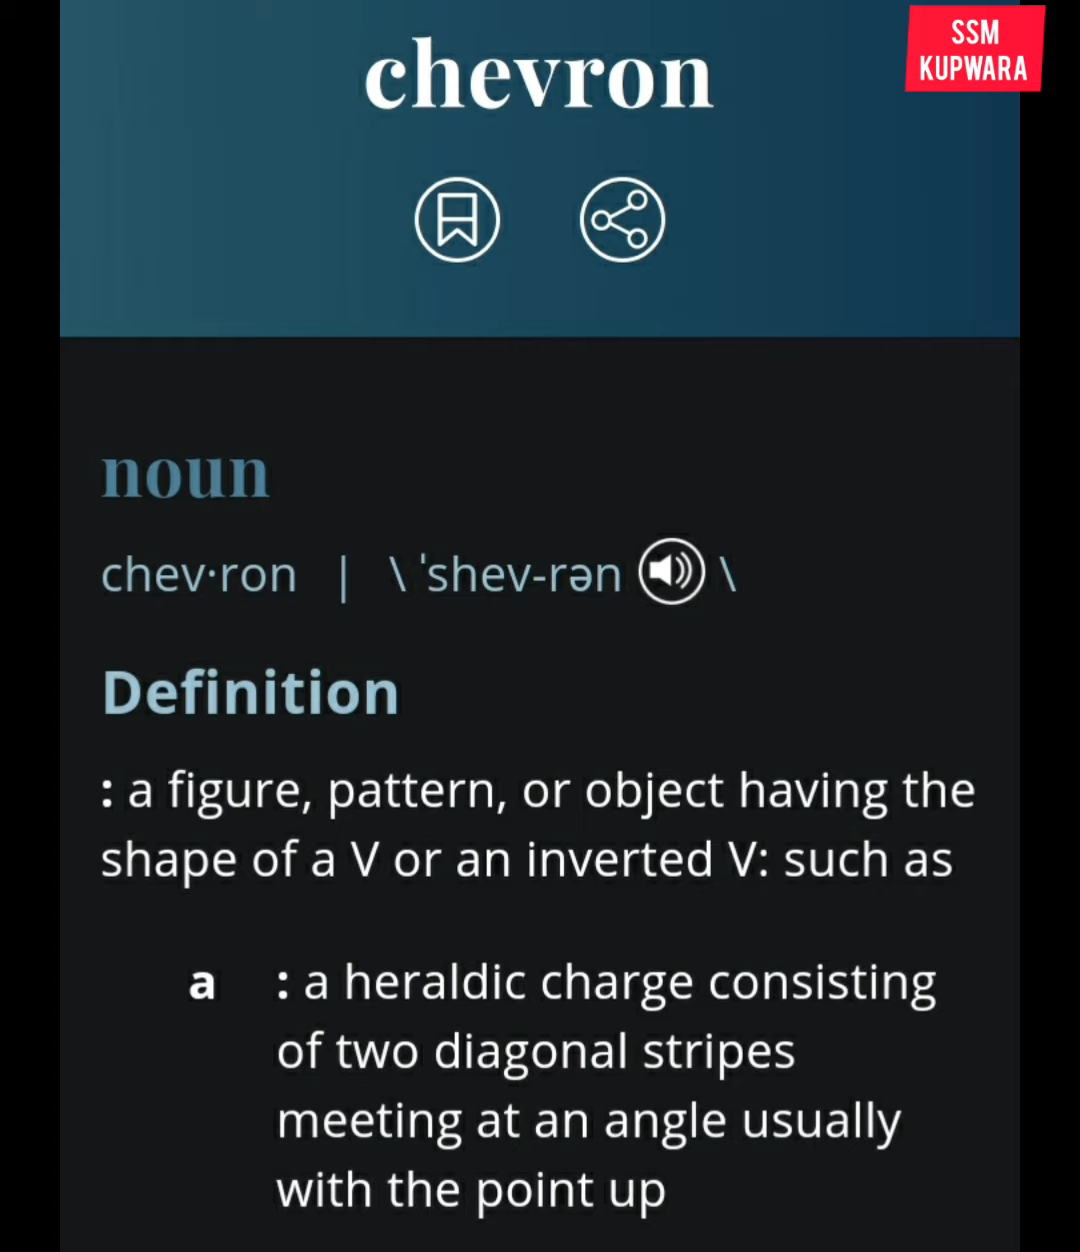 chevron
SSM
KUPWARA
noun
chev·ron | \ ˈshev-rən \
Definition
: a figure, pattern, or object having the
shape of a V or an inverted V: such as
a : a heraldic charge consisting
of two diagonal stripes
meeting at an angle usually
with the point up